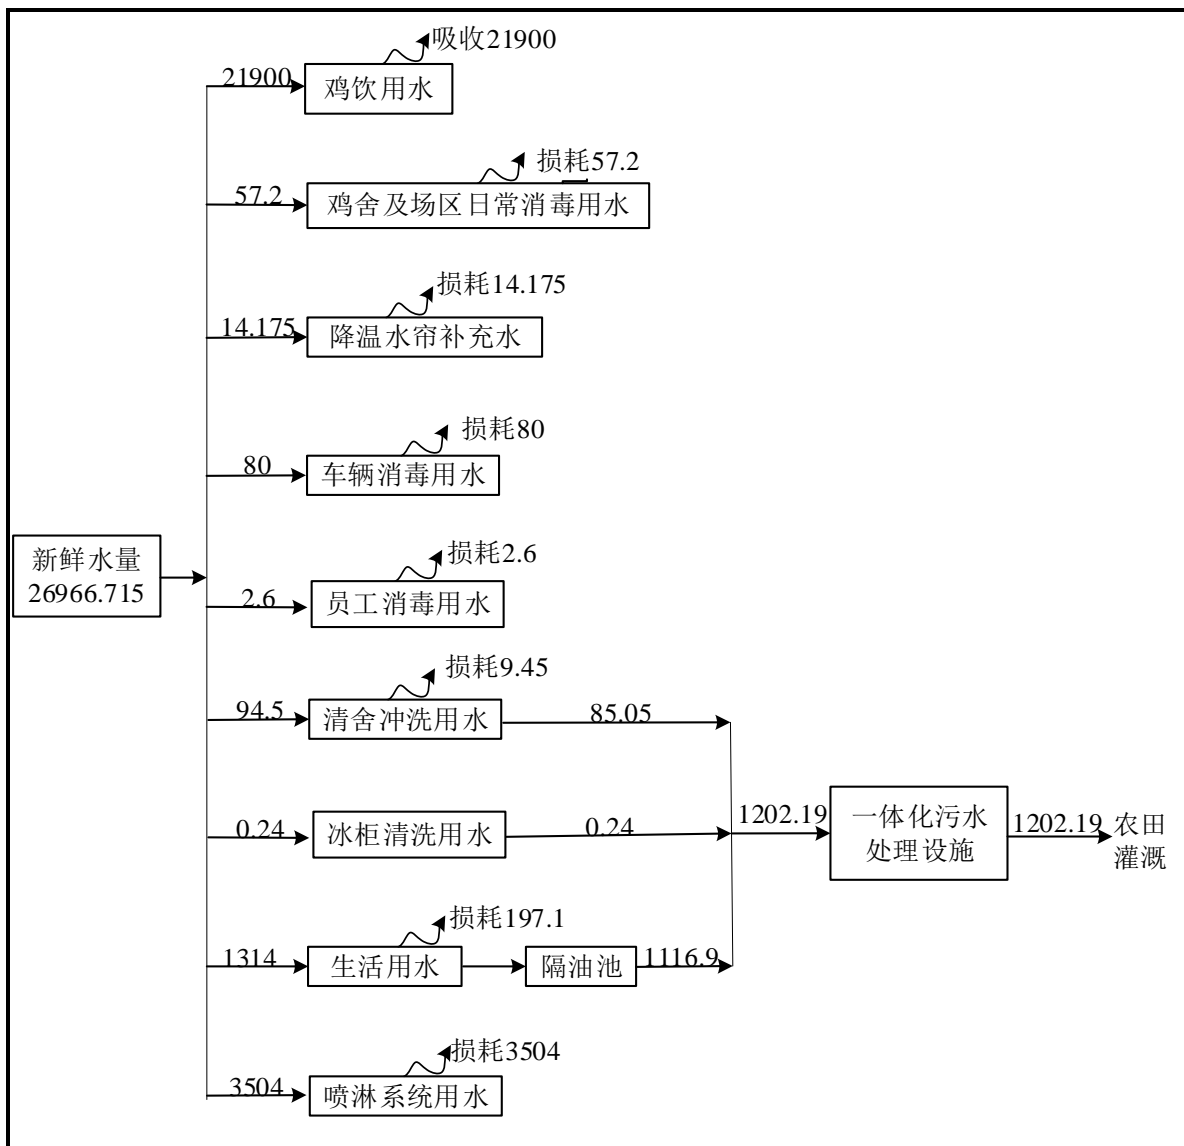 吸收21900
21900
鸡饮用水
损耗57.2
57.2
鸡舍及场区日常消毒用水
损耗14.175
14.175
降温水帘补充水
损耗80
80
车辆消毒用水
新鲜水量
26966.715
损耗2.6
2.6
员工消毒用水
损耗9.45
94.5
清舍冲洗用水
85.05
0.24
冰柜清洗用水
0.24
1202.19
一体化污水
处理设施
1202.19
农田
灌溉
损耗197.1
1314
生活用水
隔油池
1116.9
损耗3504
3504
喷淋系统用水